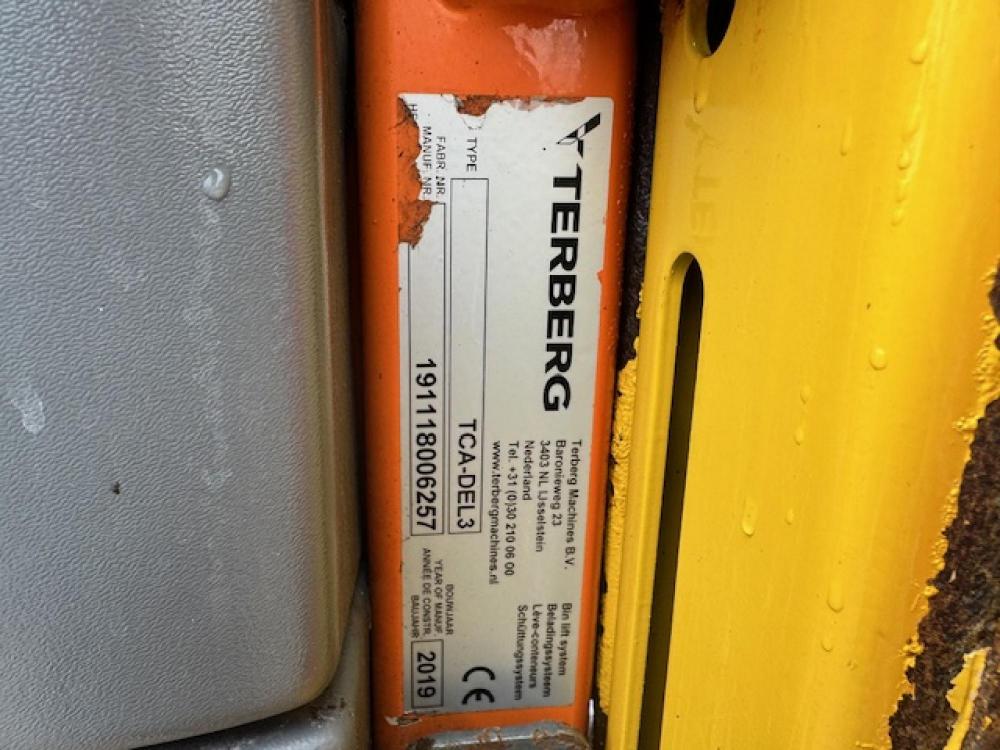 TERBERG
Terberg Machines B.V.
Baronieweg 23
3403 NL IJsselstein
Nederland
Tel. +31 (0)30 210 06 00
www.terbergmachines.nl
Bin lift system
Beladingssysteem
Lève-conteneurs
Schüttungssystem
TYPE TCA-DEL3
FABR. NR.
MANUF. NR. 191118006257
BOUWJAAR
YEAR OF MANUF.
ANNÉE DE CONSTR.
BAUJAHR
2019
CE